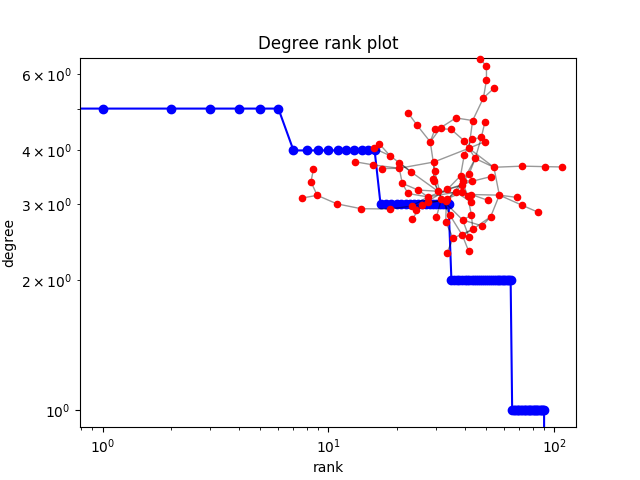 Degree rank plot
6 × 10⁰
4 × 10⁰
3 × 10⁰
2 × 10⁰
10⁰
degree
10⁰
10¹
10²
rank